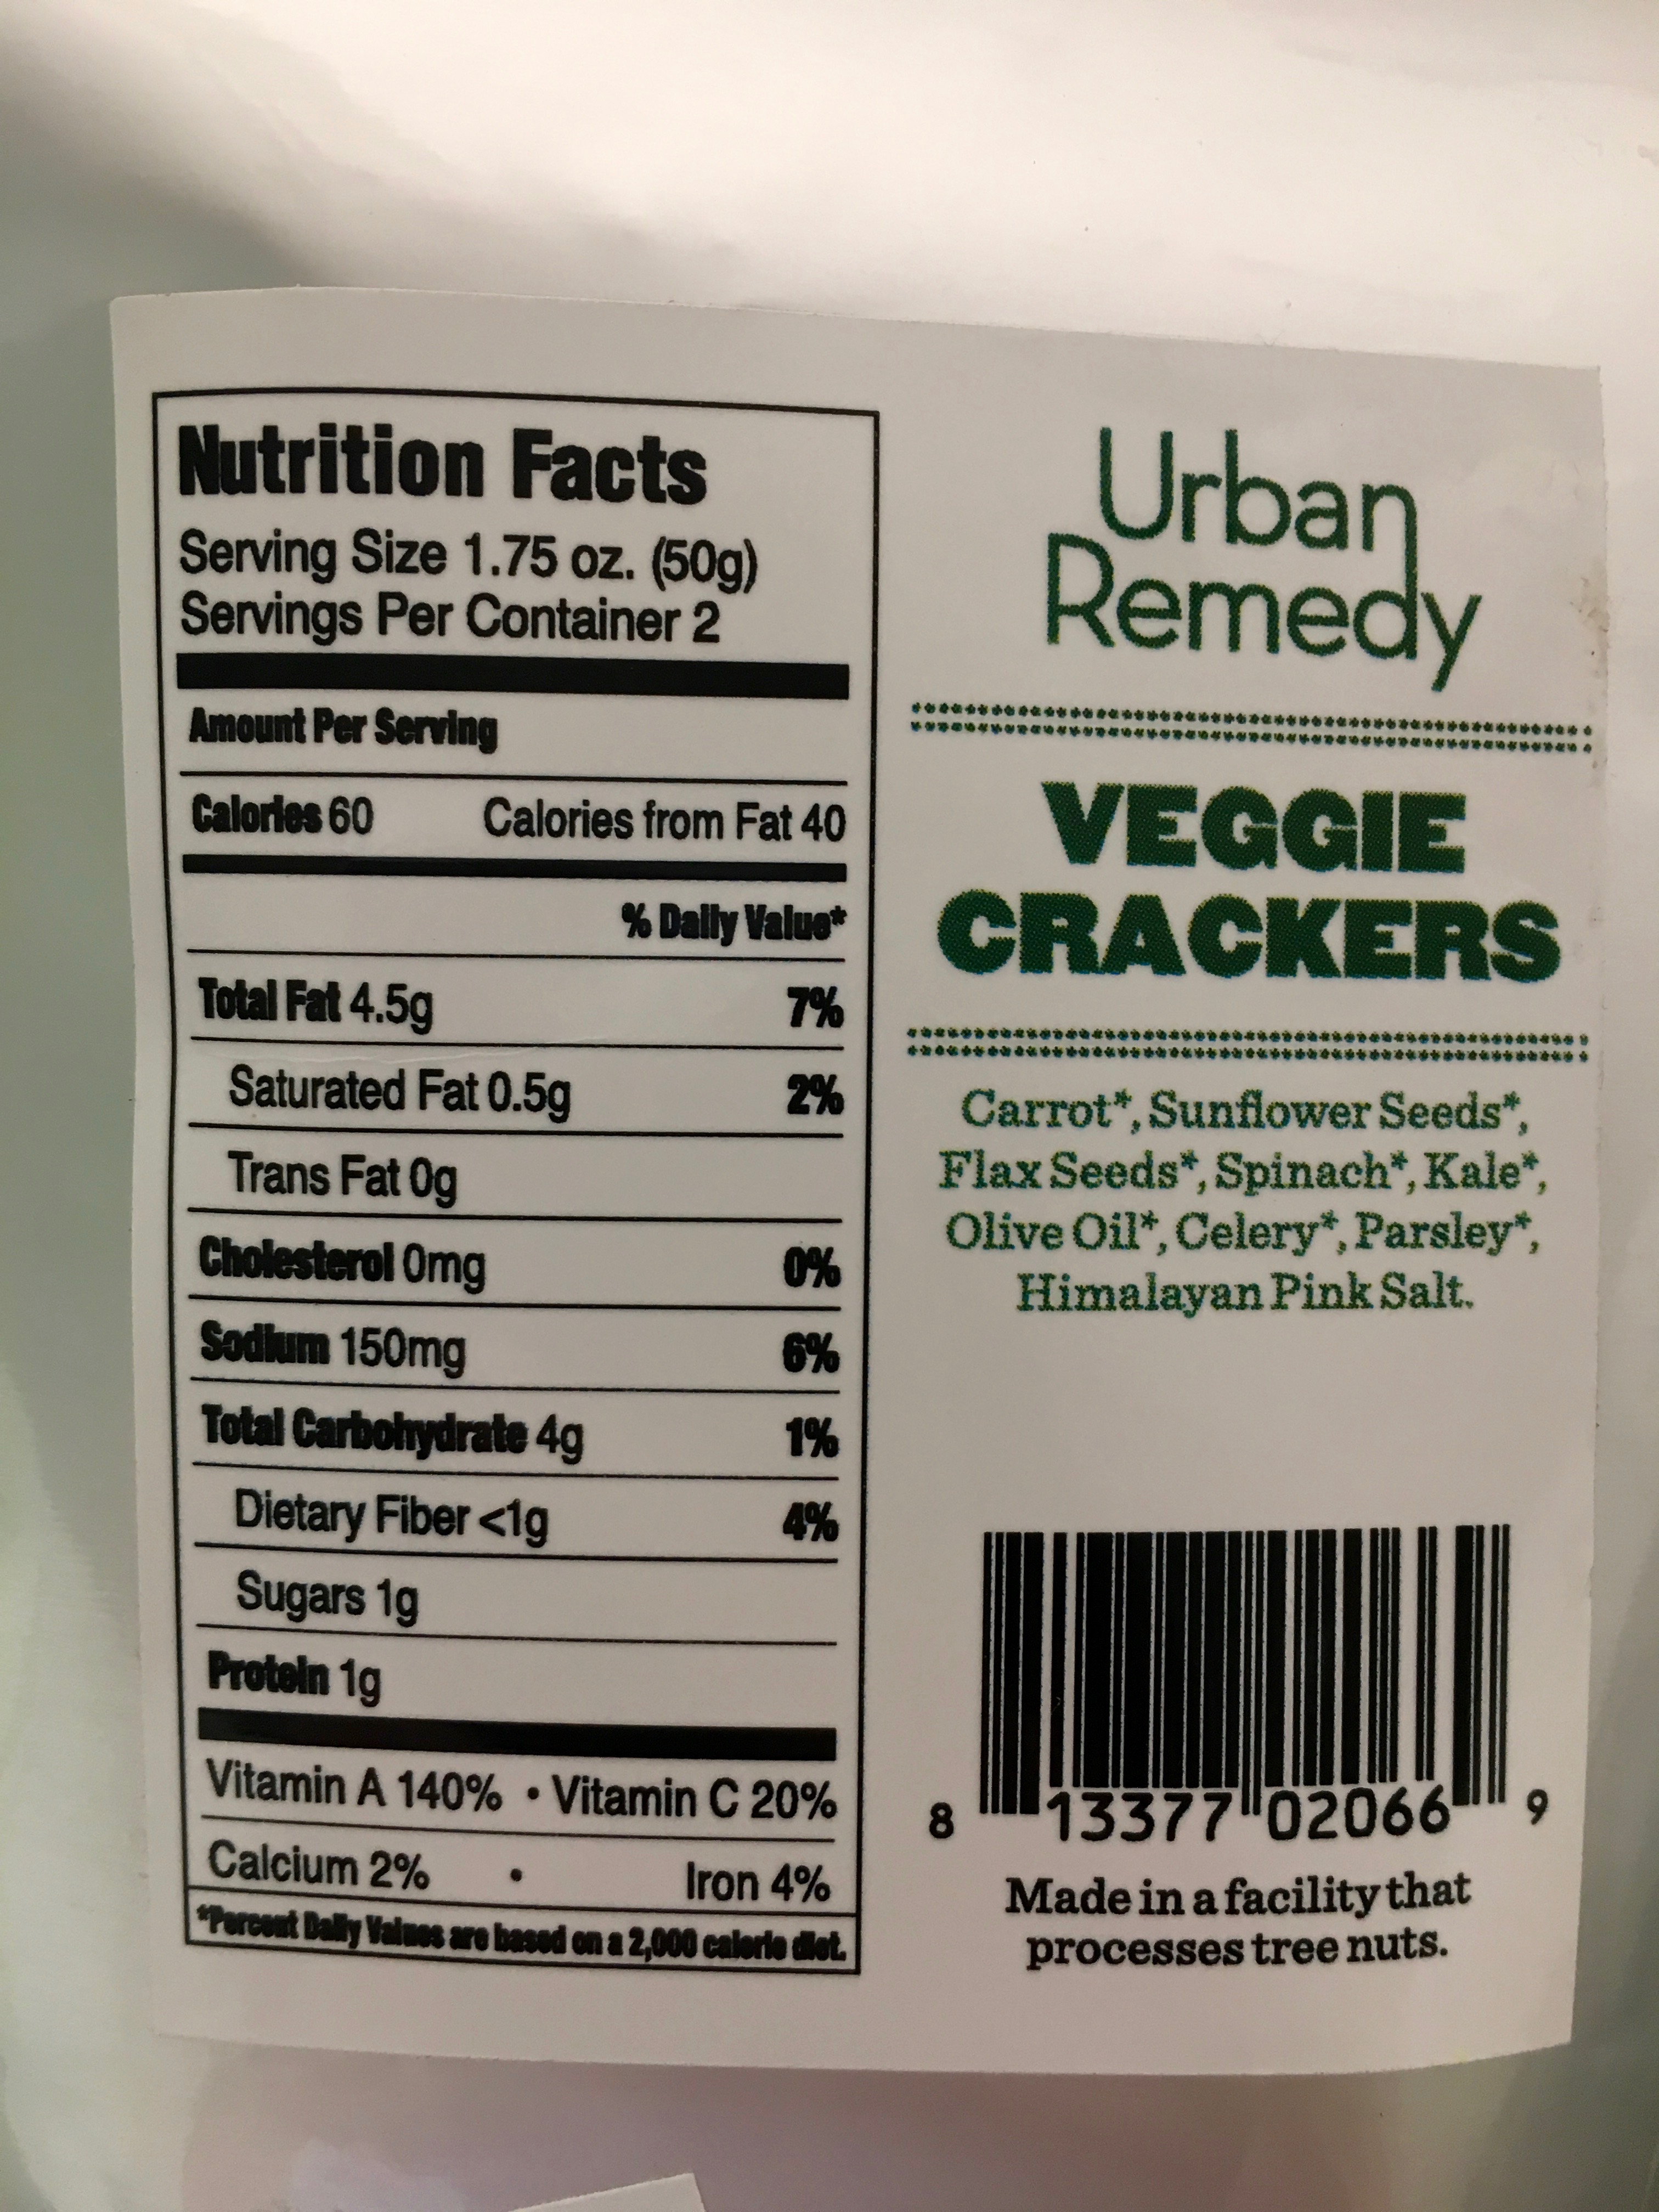 Nutrition Facts
Serving Size 1.75 oz. (50g)
Servings Per Container 2
Amount Per Serving
Calories 60 Calories from Fat 40
% Daily Value*
Total Fat 4.5g 7%
Saturated Fat 0.5g 2%
Trans Fat 0g
Cholesterol 0mg 0%
Sodium 150mg 6%
Total Carbohydrate 4g 1%
Dietary Fiber <1g 4%
Sugars 1g
Protein 1g
Vitamin A 140% • Vitamin C 20%
Calcium 2% • Iron 4%
*Percent Daily Values are based on a 2,000 calorie diet.
Urban
Remedy
VEGGIE
CRACKERS
Carrot*, Sunflower Seeds*,
Flax Seeds*, Spinach*, Kale*,
Olive Oil*, Celery*, Parsley*,
Himalayan Pink Salt.
8 13377 02066 9
Made in a facility that
processes tree nuts.